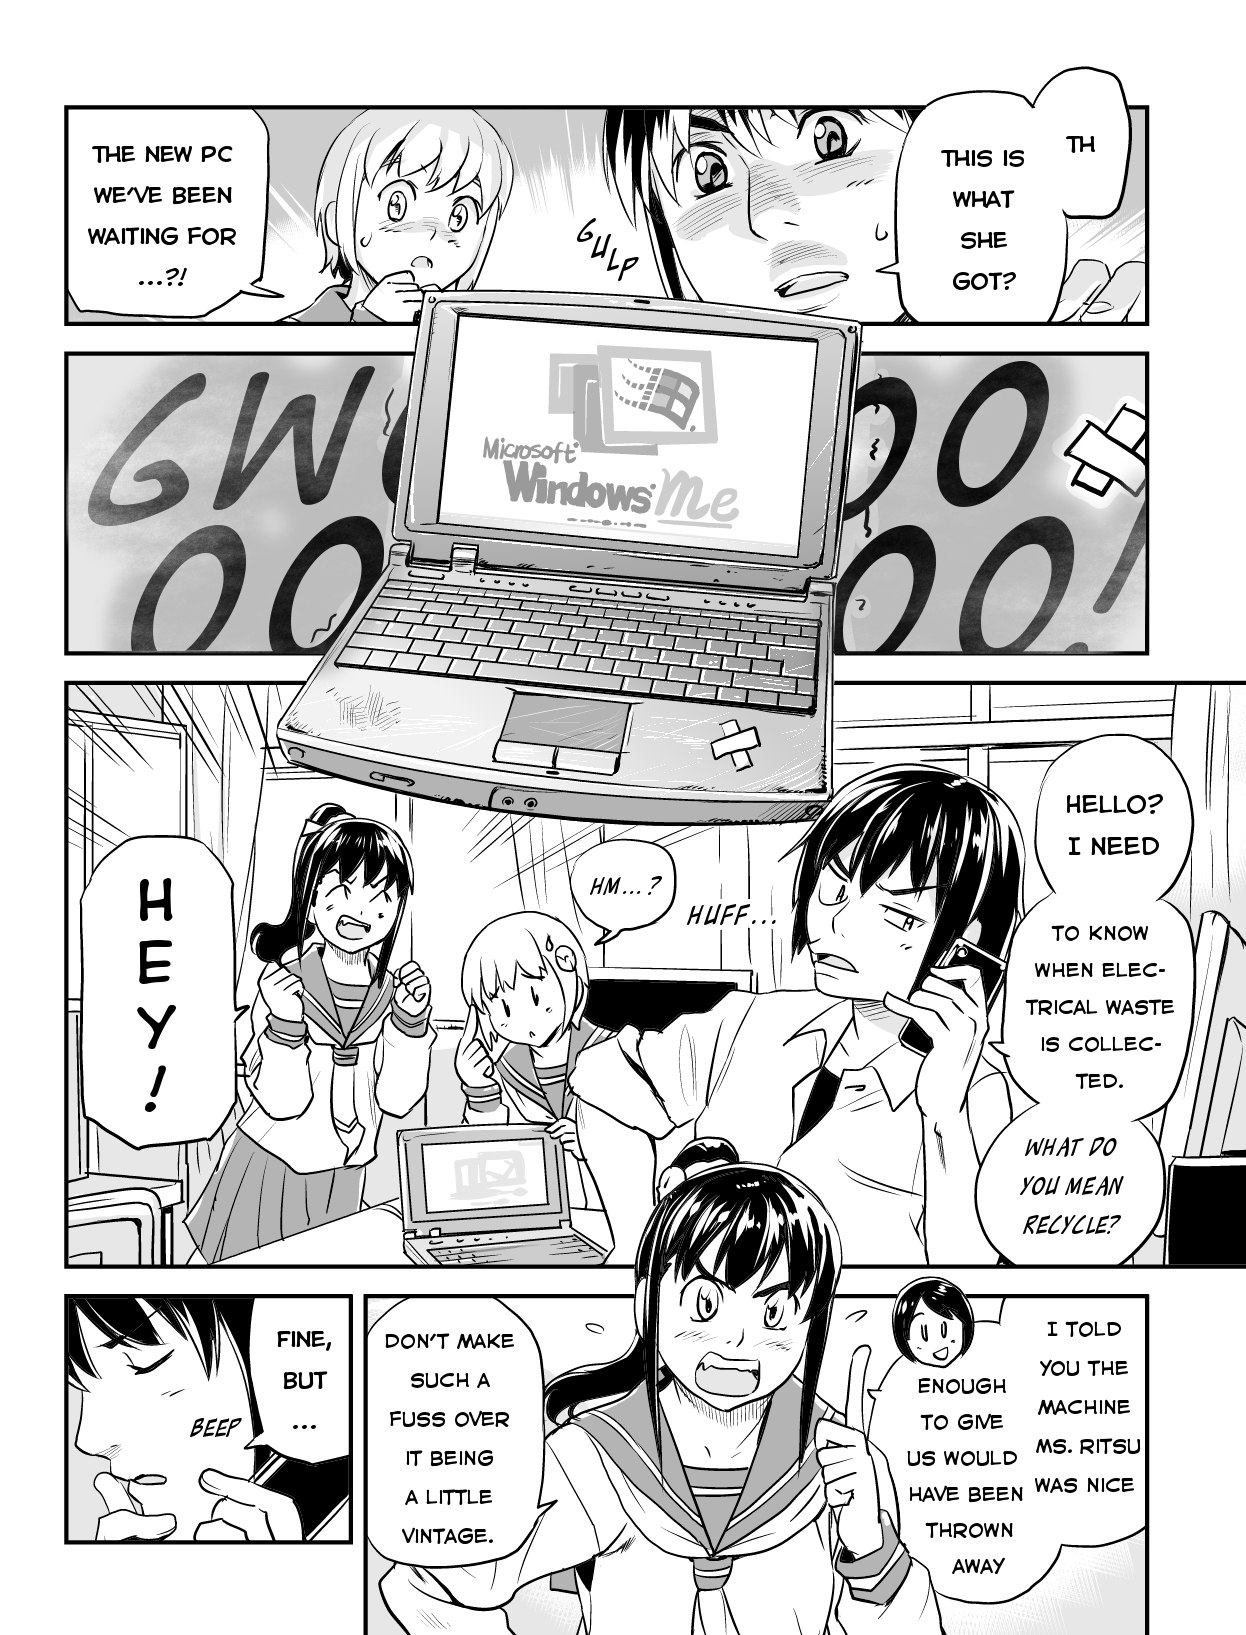 TH
THIS IS
WHAT
SHE
GOT?
GULP
THE NEW PC
WE'VE BEEN
WAITING FOR
...?!
Microsoft
Windows Me
HELLO?
I NEED
TO KNOW
WHEN ELEC-
TRICAL WASTE
IS COLLEC-
TED.
WHAT DO
YOU MEAN
RECYCLE?
HUFF...
HM...?
HEY!
I TOLD
YOU THE
MACHINE
MS. RITSU
WAS NICE
ENOUGH
TO GIVE
US WOULD
HAVE BEEN
THROWN
AWAY
DON'T MAKE
SUCH A
FUSS OVER
IT BEING
A LITTLE
VINTAGE.
FINE,
BUT
...
BEEP